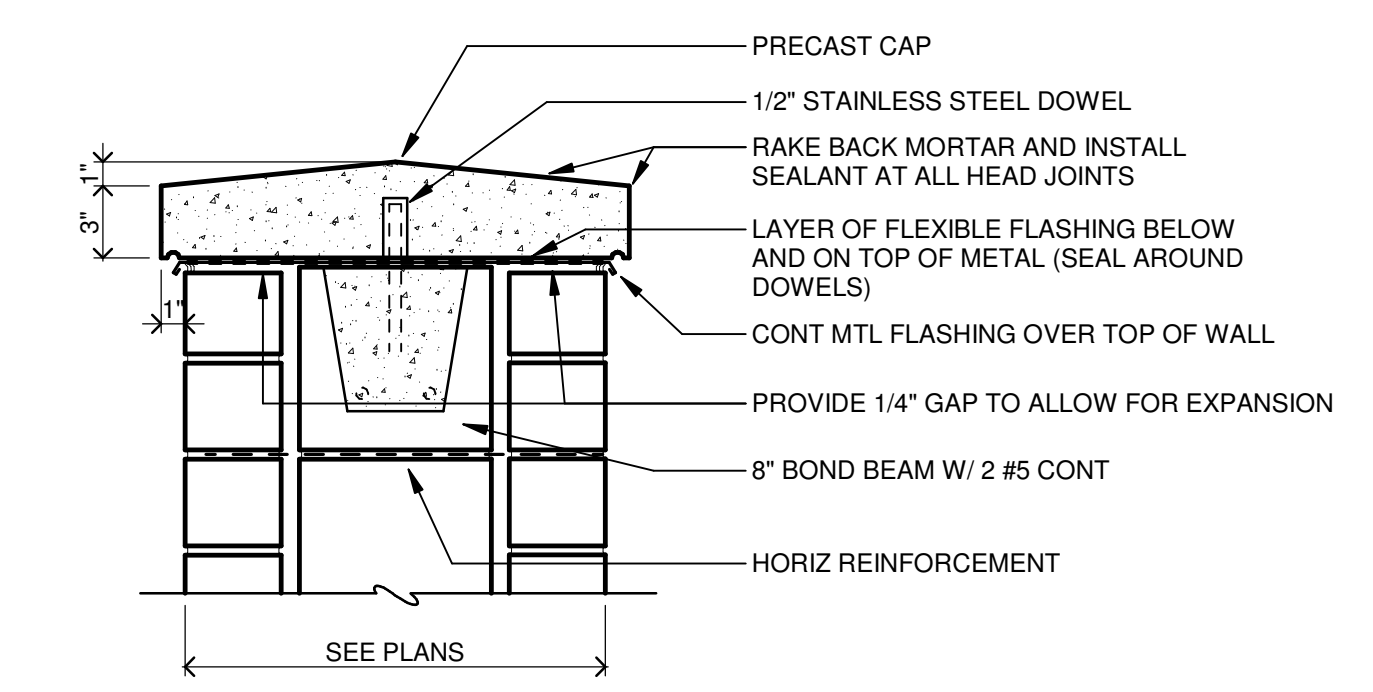 PRECAST CAP
1/2" STAINLESS STEEL DOWEL
RAKE BACK MORTAR AND INSTALL
SEALANT AT ALL HEAD JOINTS
LAYER OF FLEXIBLE FLASHING BELOW
AND ON TOP OF METAL (SEAL AROUND
DOWELS)
CONT MTL FLASHING OVER TOP OF WALL
PROVIDE 1/4" GAP TO ALLOW FOR EXPANSION
8" BOND BEAM W/ 2 #5 CONT
HORIZ REINFORCEMENT
1"
3"
1"
SEE PLANS